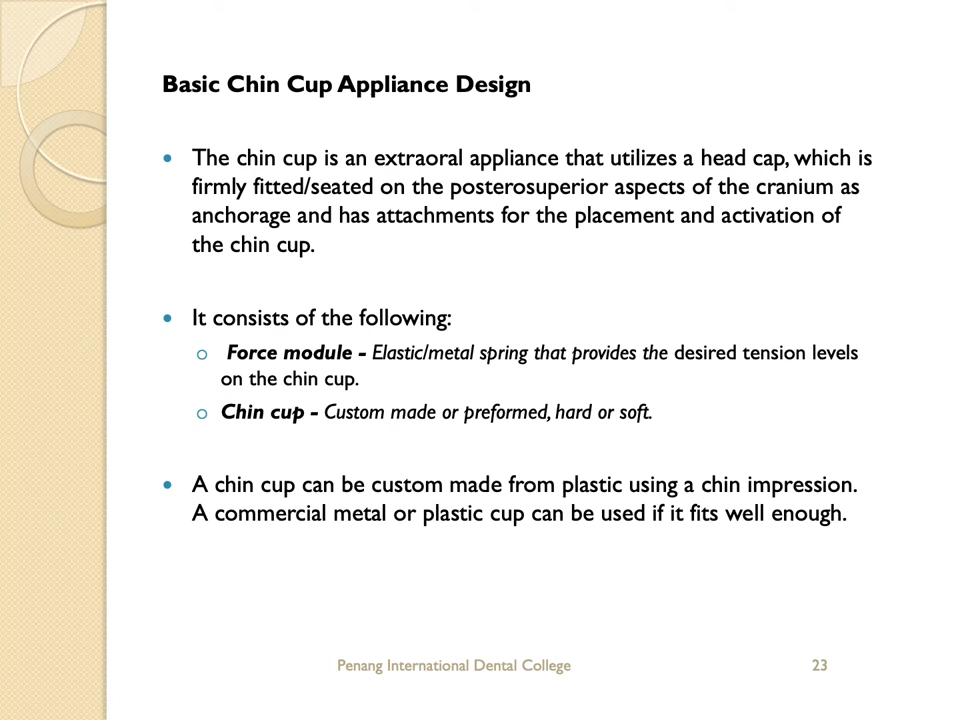 Basic Chin Cup Appliance Design
• The chin cup is an extraoral appliance that utilizes a head cap, which is
firmly fitted/seated on the posterosuperior aspects of the cranium as
anchorage and has attachments for the placement and activation of
the chin cup.
• It consists of the following:
o Force module - Elastic/metal spring that provides the desired tension levels
on the chin cup.
o Chin cup - Custom made or preformed, hard or soft.
• A chin cup can be custom made from plastic using a chin impression.
A commercial metal or plastic cup can be used if it fits well enough.
Penang International Dental College 23